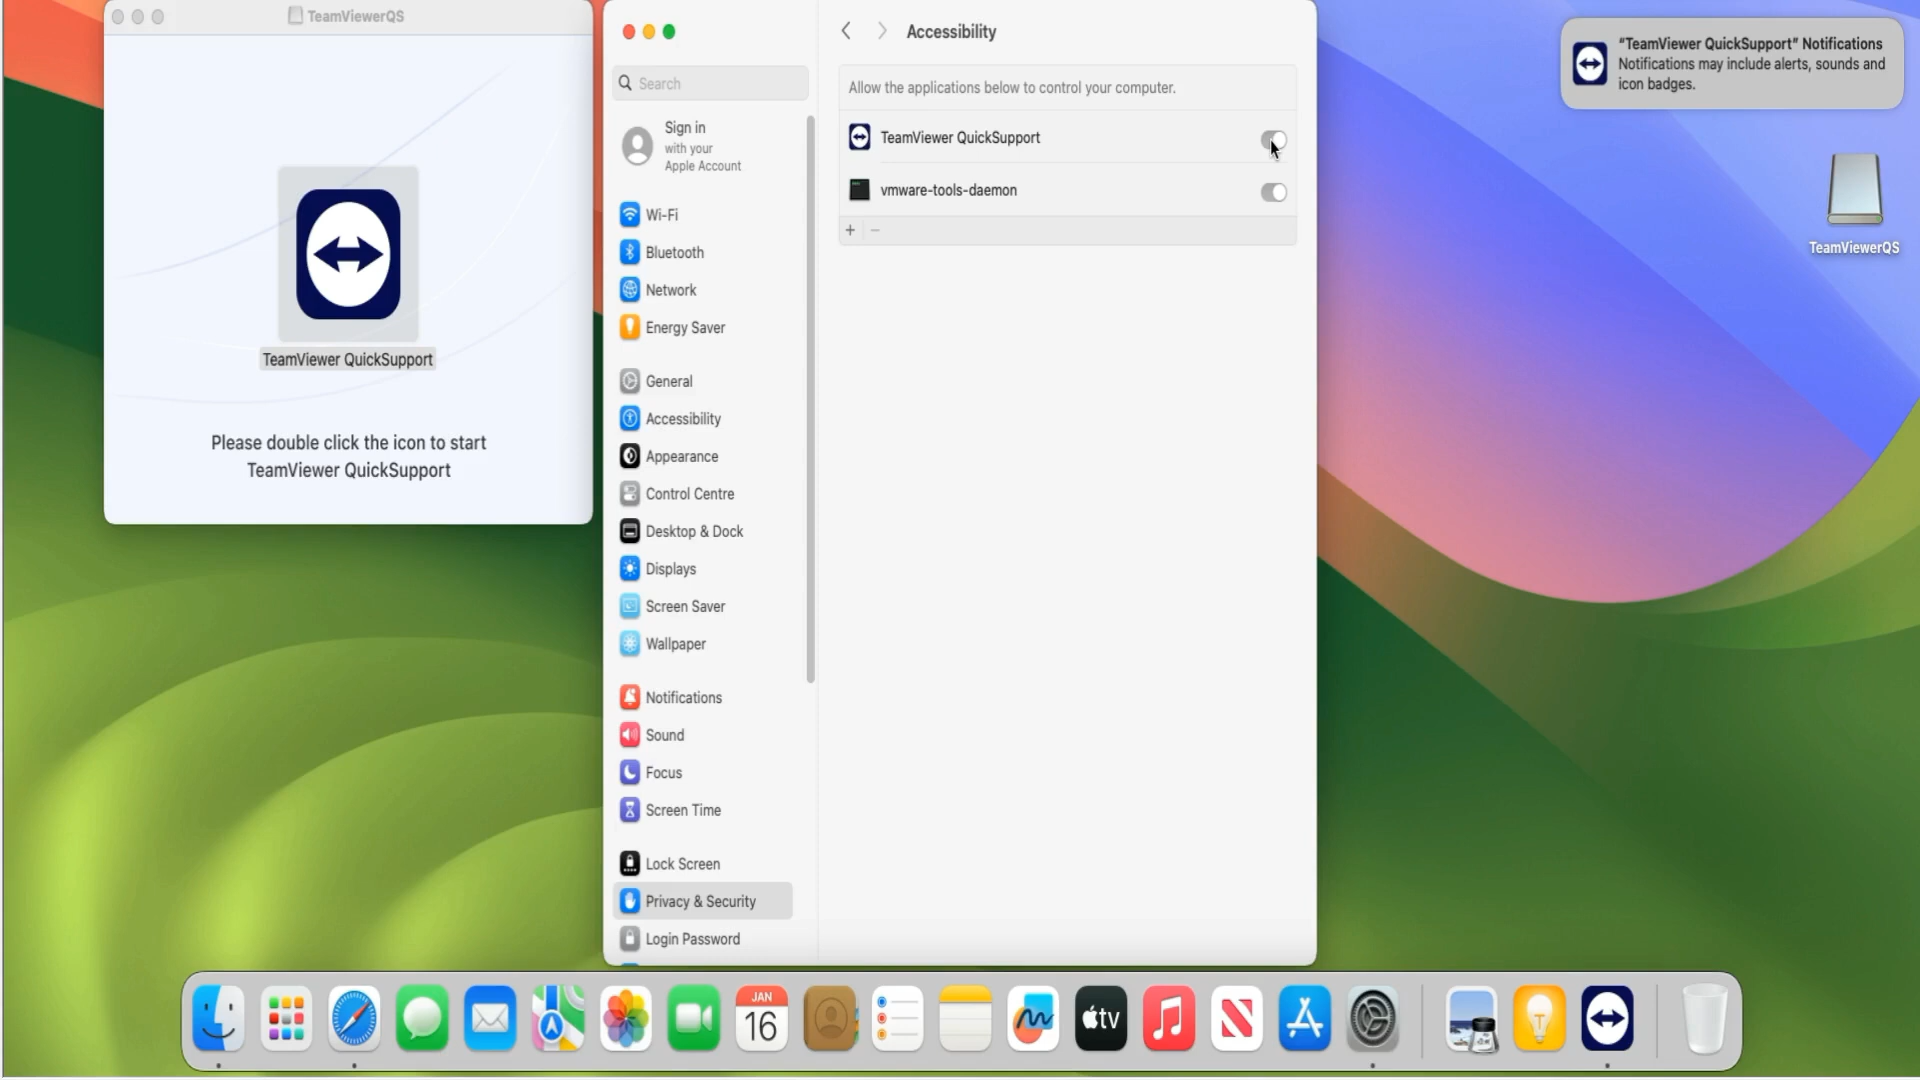 TeamViewerQS
TeamViewer QuickSupport
Please double click the icon to start
TeamViewer QuickSupport
Search
Sign in
with your
Apple Account
Wi-Fi
Bluetooth
Network
Energy Saver
General
Accessibility
Appearance
Control Centre
Desktop & Dock
Displays
Screen Saver
Wallpaper
Notifications
Sound
Focus
Screen Time
Lock Screen
Privacy & Security
Login Password
Accessibility
Allow the applications below to control your computer.
TeamViewer QuickSupport
vmware-tools-daemon
+ −
“TeamViewer QuickSupport” Notifications
Notifications may include alerts, sounds and
icon badges.
TeamViewerQS
JAN
16
tv